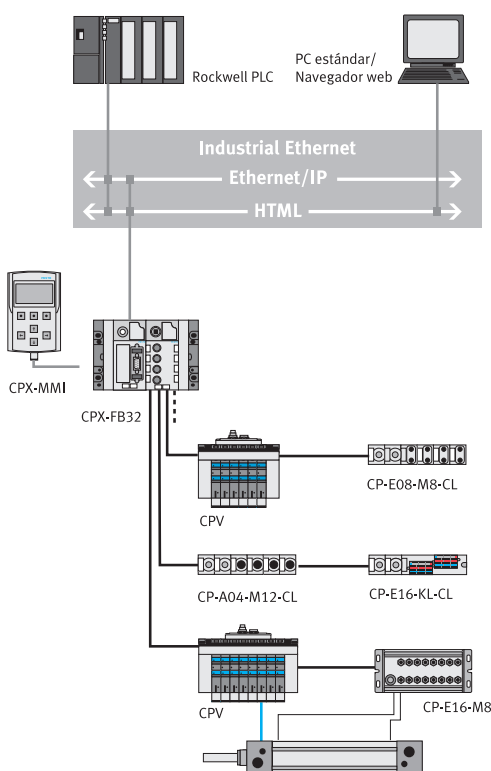 Rockwell PLC
PC estándar/
Navegador web
Industrial Ethernet
Ethernet/IP
HTML
CPX-MMI
CPX-FB32
CP-E08-M8-CL
CPV
CP-A04-M12-CL
CP-E16-KL-CL
CPV
CP-E16-M8